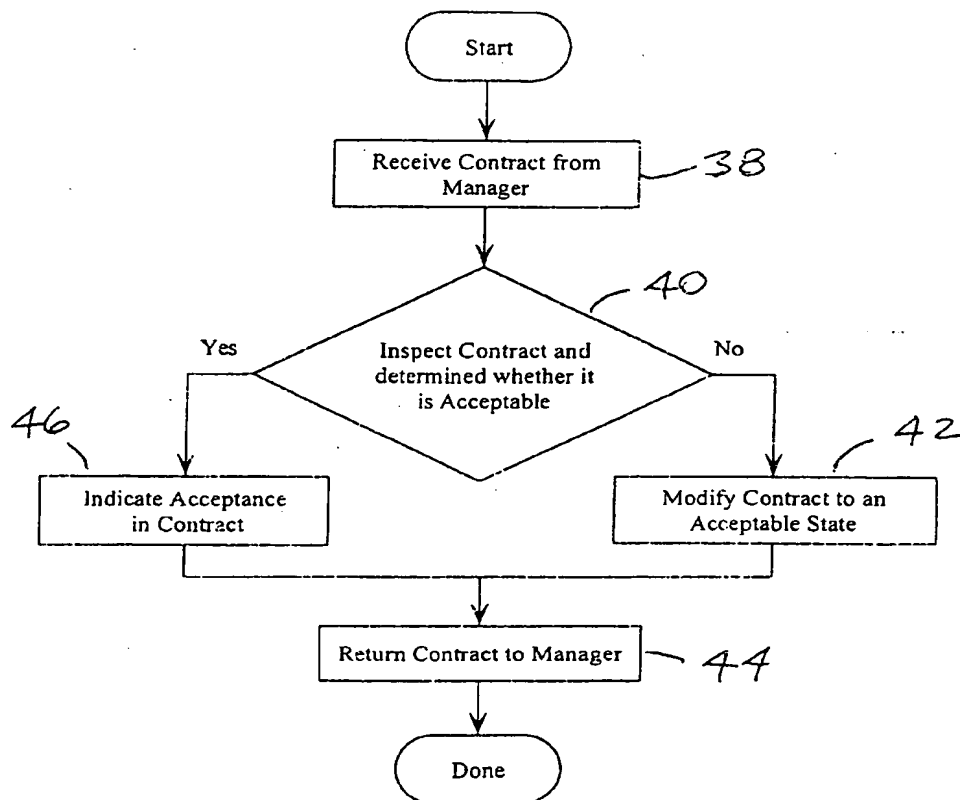 Start
Receive Contract from
Manager
38
40
Yes
Inspect Contract and
determined whether it
is Acceptable
No
46
42
Indicate Acceptance
in Contract
Modify Contract to an
Acceptable State
Return Contract to Manager
44
Done